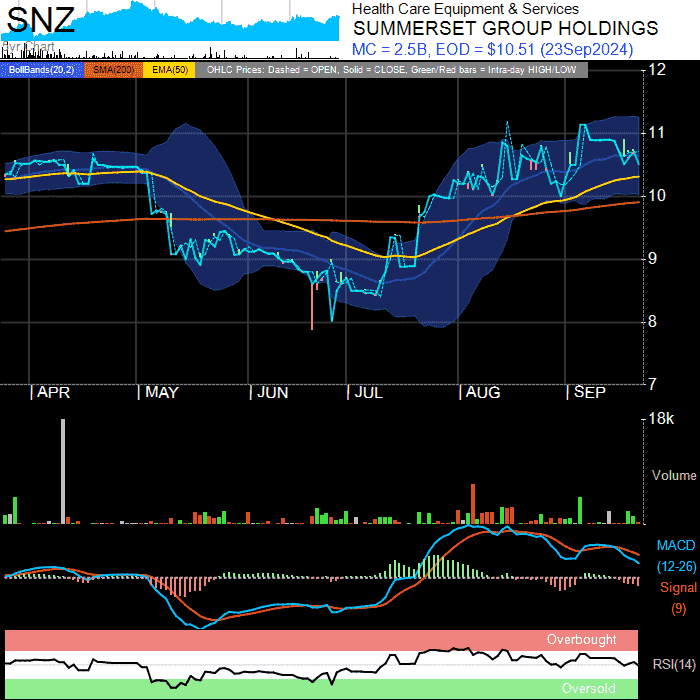 SNZ
Health Care Equipment & Services
SUMMERSET GROUP HOLDINGS
5yr Chart
MC = 2.5B, EOD = $10.51 (23Sep2024)
BollBands(20,2) SMA(200) EMA(50) OHLC Prices: Dashed = OPEN, Solid = CLOSE, Green/Red bars = Intra-day HIGH/LOW
12
11
10
9
8
7
APR MAY JUN JUL AUG SEP
18k
Volume
MACD
(12-26)
Signal
(9)
Overbought
RSI(14)
Oversold